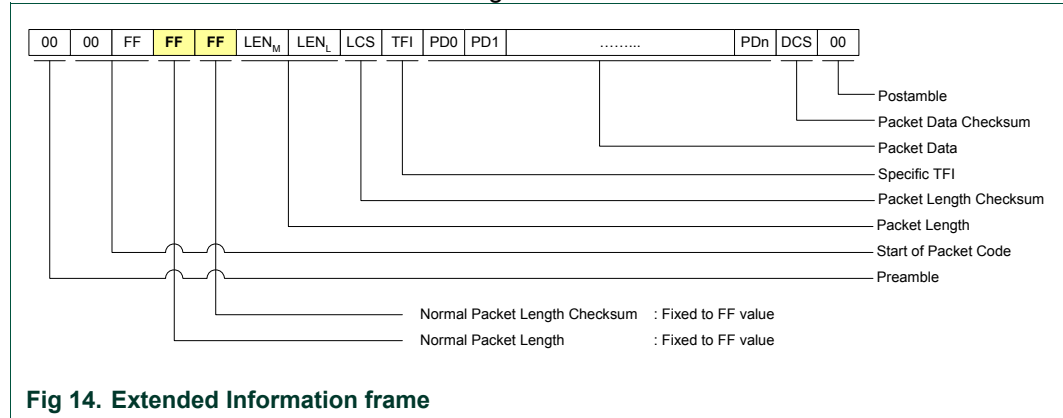 00 00 FF FF FF LENM LENL LCS TFI PD0 PD1 ......... PDn DCS 00
Postamble
Packet Data Checksum
Packet Data
Specific TFI
Packet Length Checksum
Packet Length
Start of Packet Code
Preamble
Normal Packet Length Checksum : Fixed to FF value
Normal Packet Length : Fixed to FF value
Fig 14. Extended Information frame